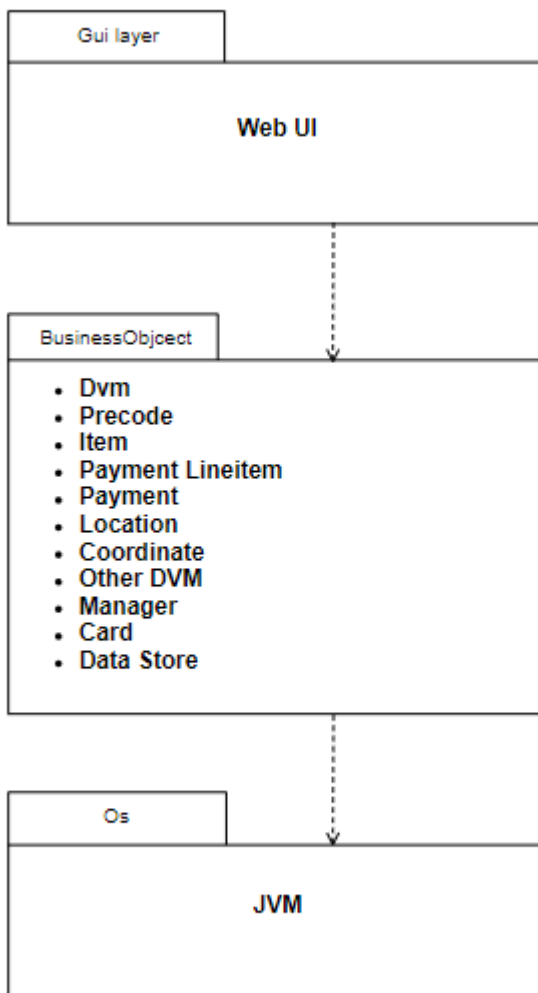 Gui layer
Web UI
BusinessObjcect
Dvm
Precode
Item
Payment Lineitem
Payment
Location
Coordinate
Other DVM
Manager
Card
Data Store
Os
JVM